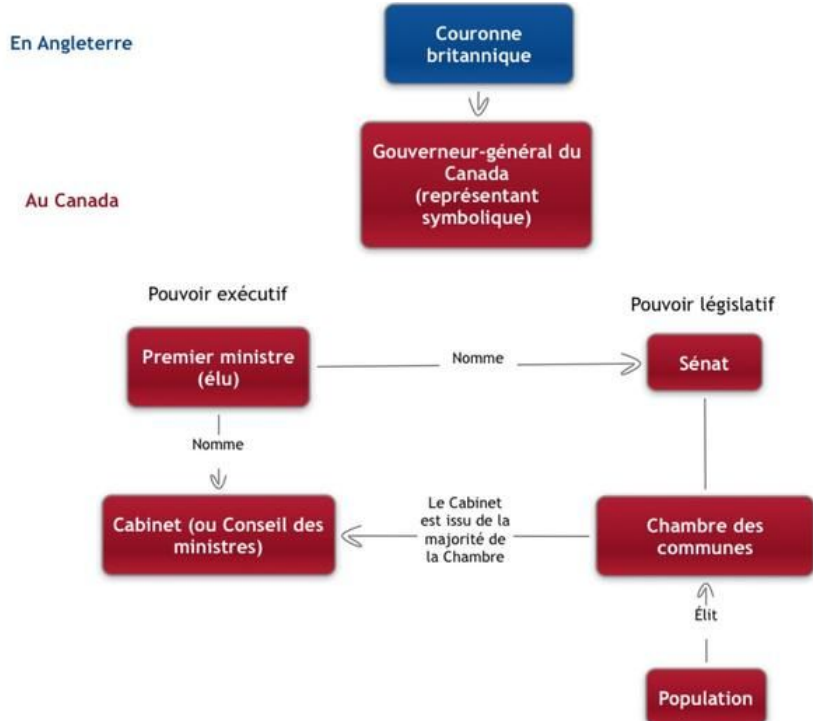 En Angleterre
Couronne
britannique
Gouverneur-général du
Canada
(représentant
symbolique)
Au Canada
Pouvoir exécutif
Pouvoir législatif
Premier ministre
(élu)
Nomme
Sénat
Nomme
Cabinet (ou Conseil des
ministres)
Le Cabinet
est issu de la
majorité de
la Chambre
Chambre des
communes
Élit
Population